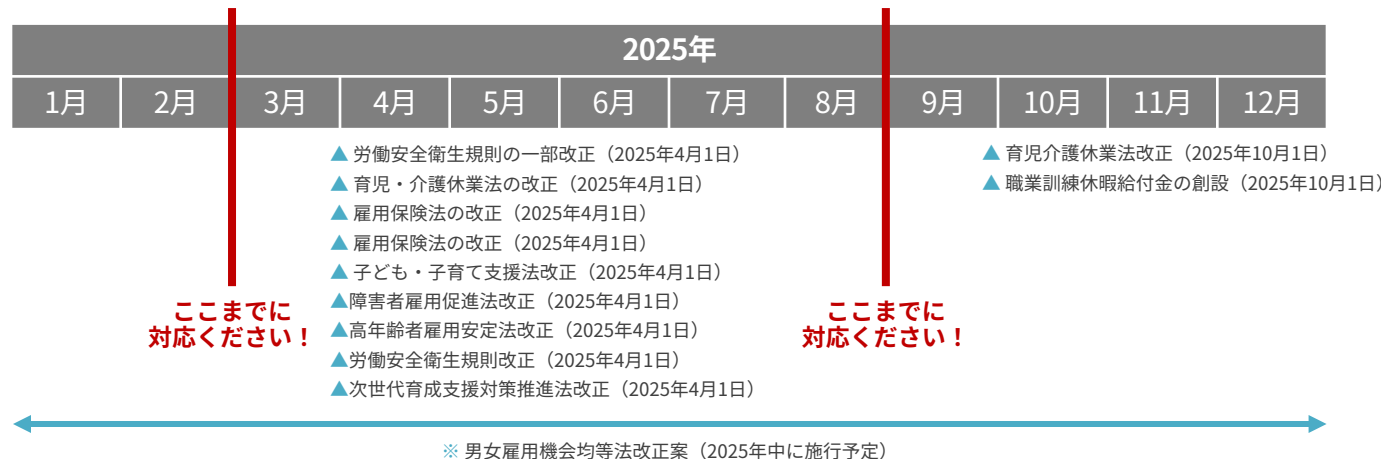 2025年
1月 2月 3月 4月 5月 6月 7月 8月 9月 10月 11月 12月
▲ 労働安全衛生規則の一部改正（2025年4月1日）
▲ 育児・介護休業法の改正（2025年4月1日）
▲ 雇用保険法の改正（2025年4月1日）
▲ 雇用保険法の改正（2025年4月1日）
▲ 子ども・子育て支援法改正（2025年4月1日）
▲障害者雇用促進法改正（2025年4月1日）
▲高年齢者雇用安定法改正（2025年4月1日）
▲労働安全衛生規則改正（2025年4月1日）
▲次世代育成支援対策推進法改正（2025年4月1日）
▲ 育児介護休業法改正（2025年10月1日）
▲ 職業訓練休暇給付金の創設（2025年10月1日）
ここまでに
対応ください！
ここまでに
対応ください！
※ 男女雇用機会均等法改正案（2025年中に施行予定）